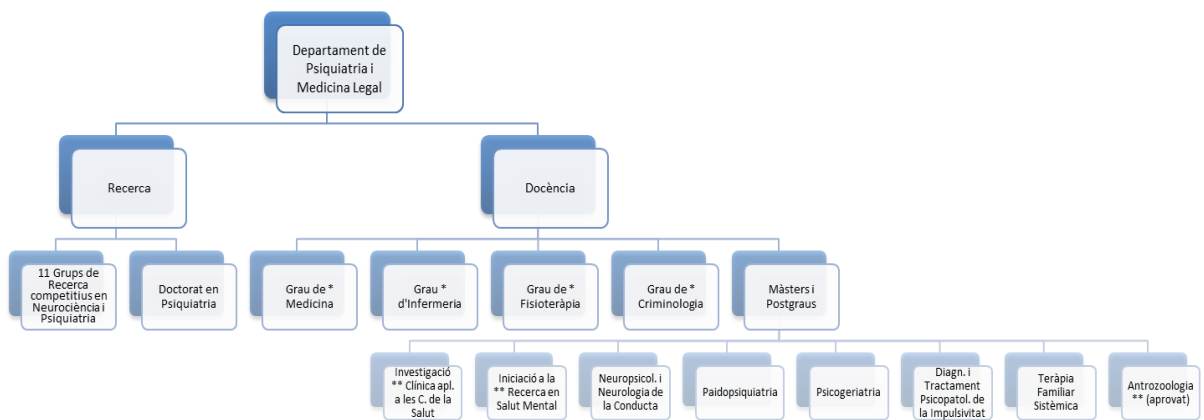 Departament de
Psiquiatria i
Medicina Legal
Recerca
Docència
11 Grups de
Recerca
competitius en
Neurociència i
Psiquiatria
Doctorat en
Psiquiatria
Grau de *
Medicina
Grau *
d'Infermeria
Grau de *
Fisioteràpia
Grau de *
Criminologia
Màsters i
Postgraus
Investigació
** Clínica apl.
a les C. de la
Salut
Iniciació a la
** Recerca en
Salut Mental
Neuropsicol. i
Neurologia de
la Conducta
Paidopsiquiatria
Psicogeriatria
Diagn. i
Tractament
Psicopatol. de
la Impulsivitat
Teràpia
Familiar
Sistèmica
Antrozoologia
** (aprovat)